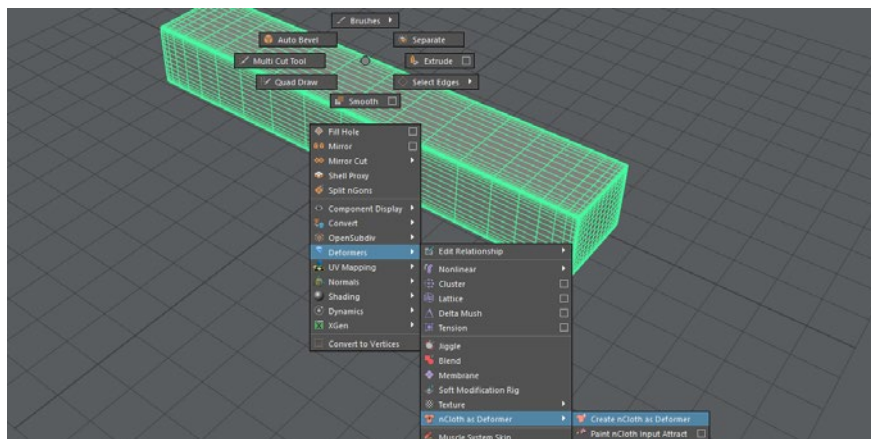 Brushes
Auto Bevel
Separate
Multi Cut Tool
Extrude
Quad Draw
Select Edges
Smooth
Fill Hole
Mirror
Mirror Cut
Shell Proxy
Split nGons
Component Display
Convert
OpenSubdiv
Deformers
Edit Relationship
UV Mapping
Nonlinear
Normals
Cluster
Shading
Lattice
Dynamics
Delta Mush
XGen
Tension
Convert to Vertices
Jiggle
Blend
Membrane
Soft Modification Rig
Texture
nCloth as Deformer
Create nCloth as Deformer
Muscle System Skin
Paint nCloth Input Attract